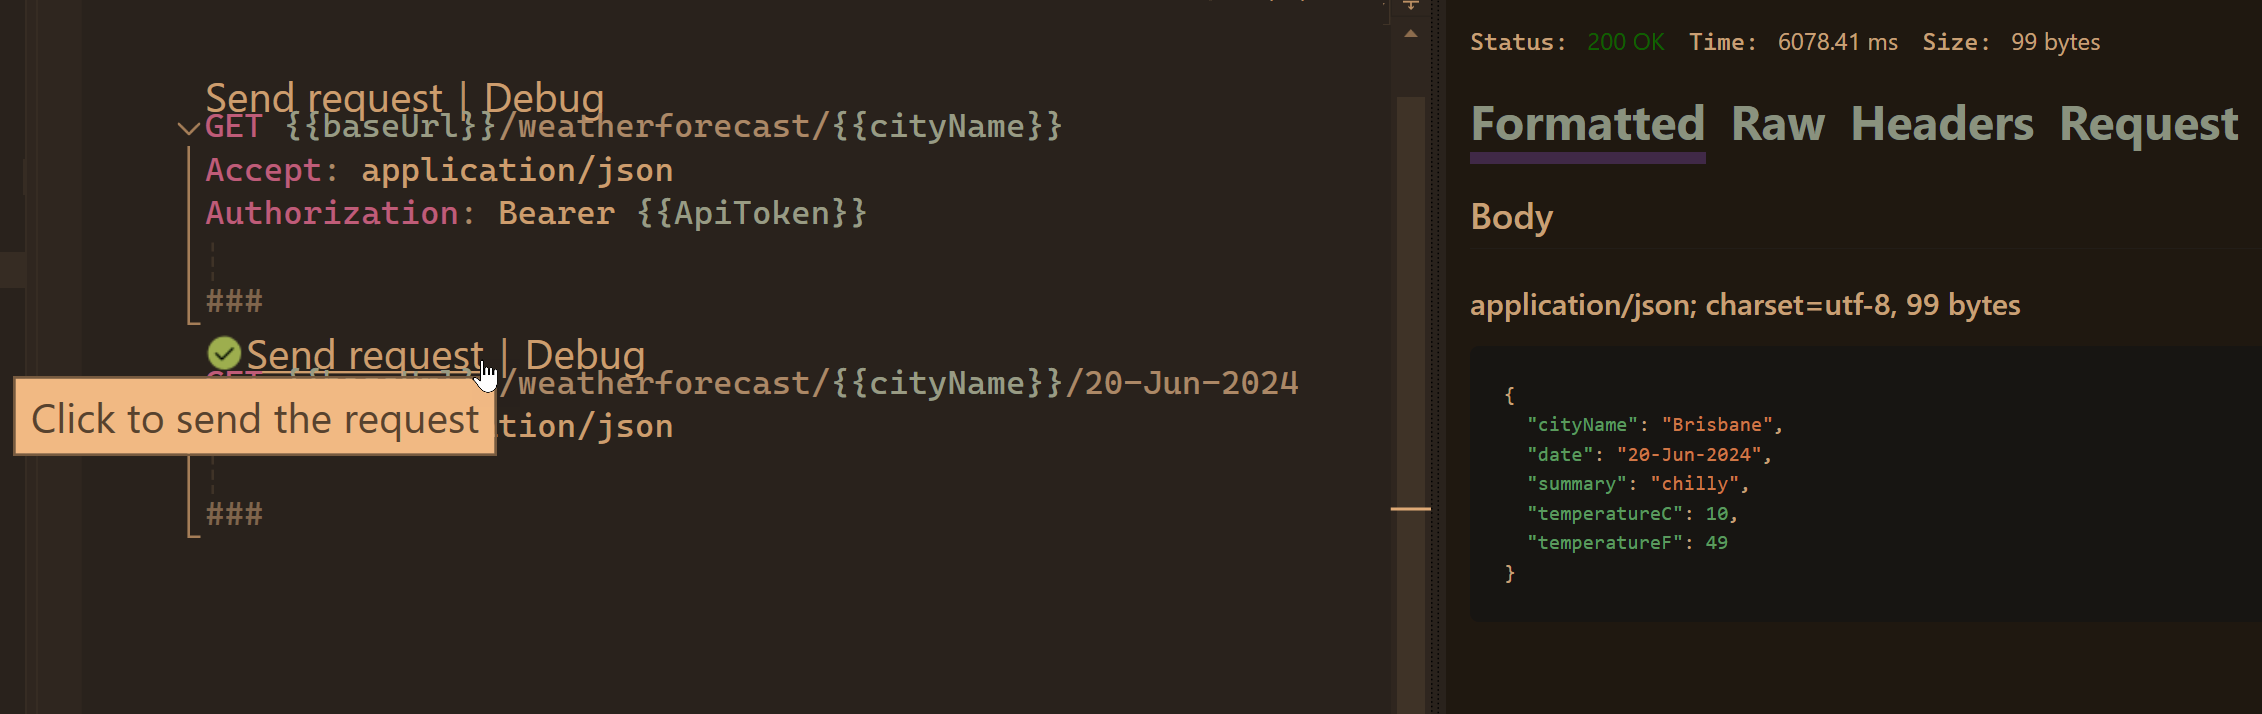 Send request | Debug
GET {{baseUrl}}/weatherforecast/{{cityName}}
Accept: application/json
Authorization: Bearer {{ApiToken}}
###
Send request | Debug
/weatherforecast/{{cityName}}/20-Jun-2024
Click to send the request
tion/json
###
Status: 200 OK Time: 6078.41 ms Size: 99 bytes
Formatted Raw Headers Request
Body
application/json; charset=utf-8, 99 bytes
{
"cityName": "Brisbane",
"date": "20-Jun-2024",
"summary": "chilly",
"temperatureC": 10,
"temperatureF": 49
}